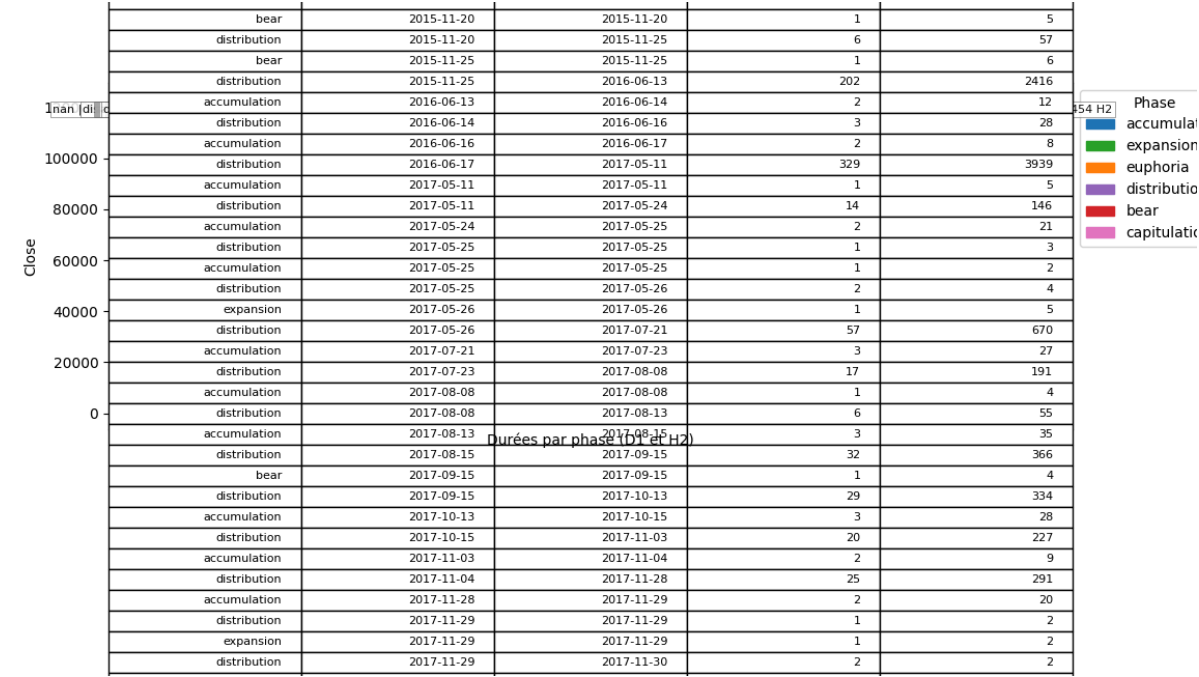 bear 2015-11-20 2015-11-20 1 5
distribution 2015-11-20 2015-11-25 6 57
bear 2015-11-25 2015-11-25 1 6
distribution 2015-11-25 2016-06-13 202 2416
accumulation 2016-06-13 2016-06-14 2 12
distribution 2016-06-14 2016-06-16 3 28
accumulation 2016-06-16 2016-06-17 2 8
distribution 2016-06-17 2017-05-11 329 3939
accumulation 2017-05-11 2017-05-11 1 5
distribution 2017-05-11 2017-05-24 14 146
accumulation 2017-05-24 2017-05-25 2 21
distribution 2017-05-25 2017-05-25 1 3
accumulation 2017-05-25 2017-05-25 1 2
distribution 2017-05-25 2017-05-26 2 4
expansion 2017-05-26 2017-05-26 1 5
distribution 2017-05-26 2017-07-21 57 670
accumulation 2017-07-21 2017-07-23 3 27
distribution 2017-07-23 2017-08-08 17 191
accumulation 2017-08-08 2017-08-08 1 4
distribution 2017-08-08 2017-08-13 6 55
accumulation 2017-08-13 2017-08-15 3 35
Durées par phase (D1 et H2)
distribution 2017-08-15 2017-09-15 32 366
bear 2017-09-15 2017-09-15 1 4
distribution 2017-09-15 2017-10-13 29 334
accumulation 2017-10-13 2017-10-15 3 28
distribution 2017-10-15 2017-11-03 20 227
accumulation 2017-11-03 2017-11-04 2 9
distribution 2017-11-04 2017-11-28 25 291
accumulation 2017-11-28 2017-11-29 2 20
distribution 2017-11-29 2017-11-29 1 2
expansion 2017-11-29 2017-11-29 1 2
distribution 2017-11-29 2017-11-30 2 2
nan
454 H2
100000
80000
60000
40000
20000
0
Close
Phase
accumulat
expansion
euphoria
distributio
bear
capitulatio